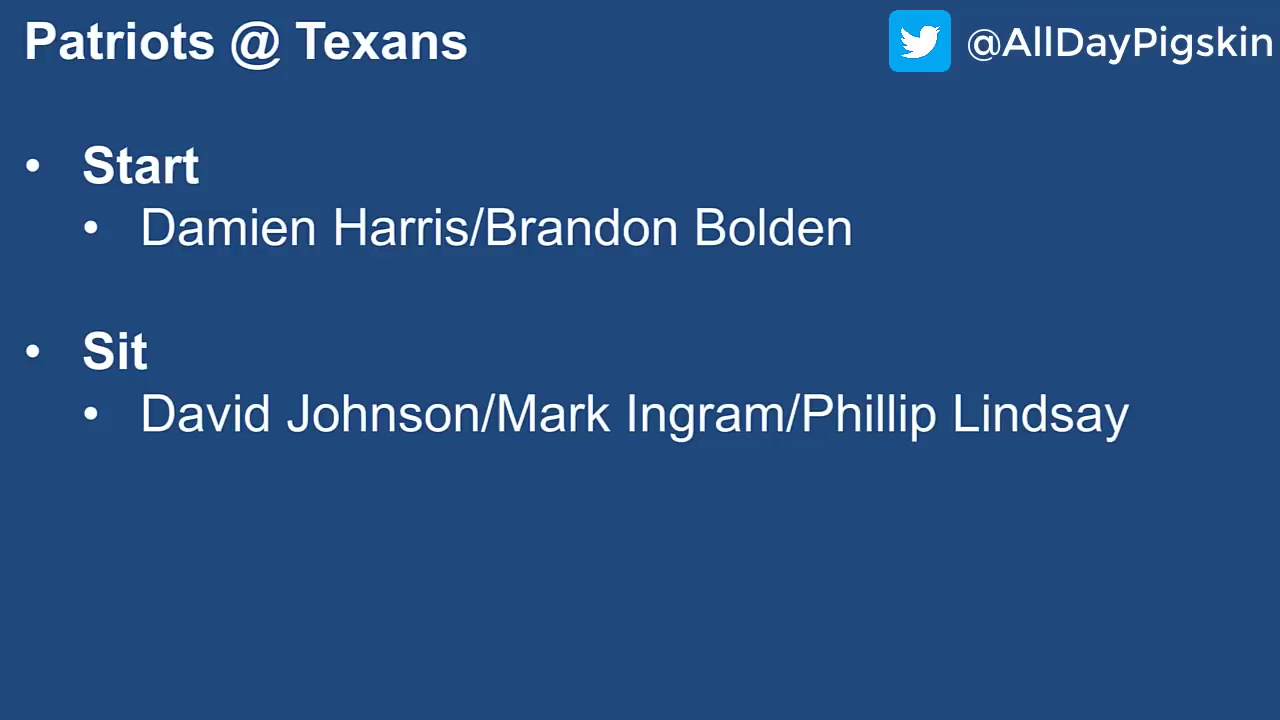 Patriots @ Texans
@AllDayPigskin
• Start
• Damien Harris/Brandon Bolden
• Sit
• David Johnson/Mark Ingram/Phillip Lindsay